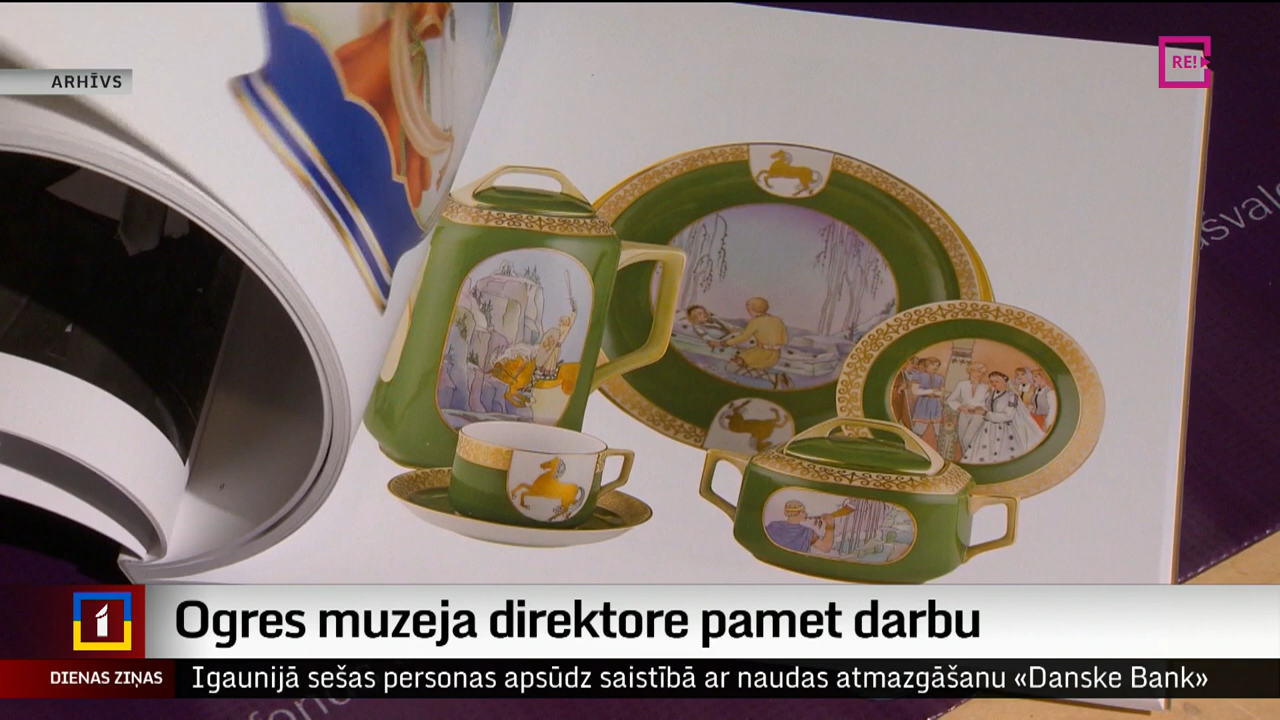 ARHĪVS
RE!
Ogres muzeja direktore pamet darbu
1
DIENAS ZIŅAS
Igaunijā sešas personas apsūdz saistībā ar naudas atmazgāšanu «Danske Bank»